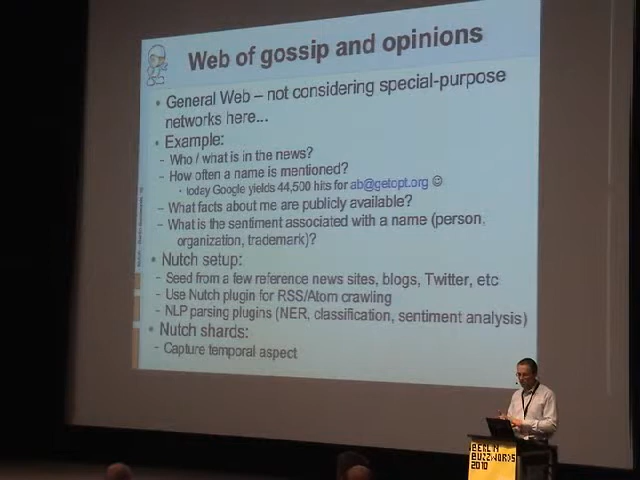 Web of gossip and opinions
• General Web – not considering special-purpose
networks here...
• Example:
– Who / what is in the news?
– How often a name is mentioned?
• today Google yields 44,500 hits for ab@getopt.org ☺
– What facts about me are publicly available?
– What is the sentiment associated with a name (person,
organization, trademark)?
• Nutch setup:
– Seed from a few reference news sites, blogs, Twitter, etc
– Use Nutch plugin for RSS/Atom crawling
– NLP parsing plugins (NER, classification, sentiment analysis)
• Nutch shards:
– Capture temporal aspect
BERLIN
BUZZWORDS
2010